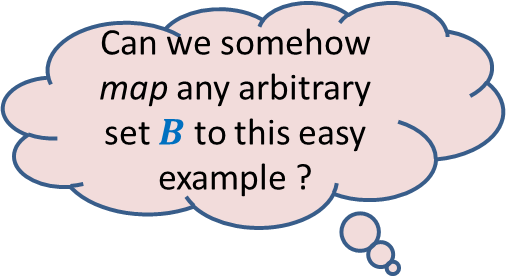 Can we somehow
map any arbitrary
set B to this easy
example ?